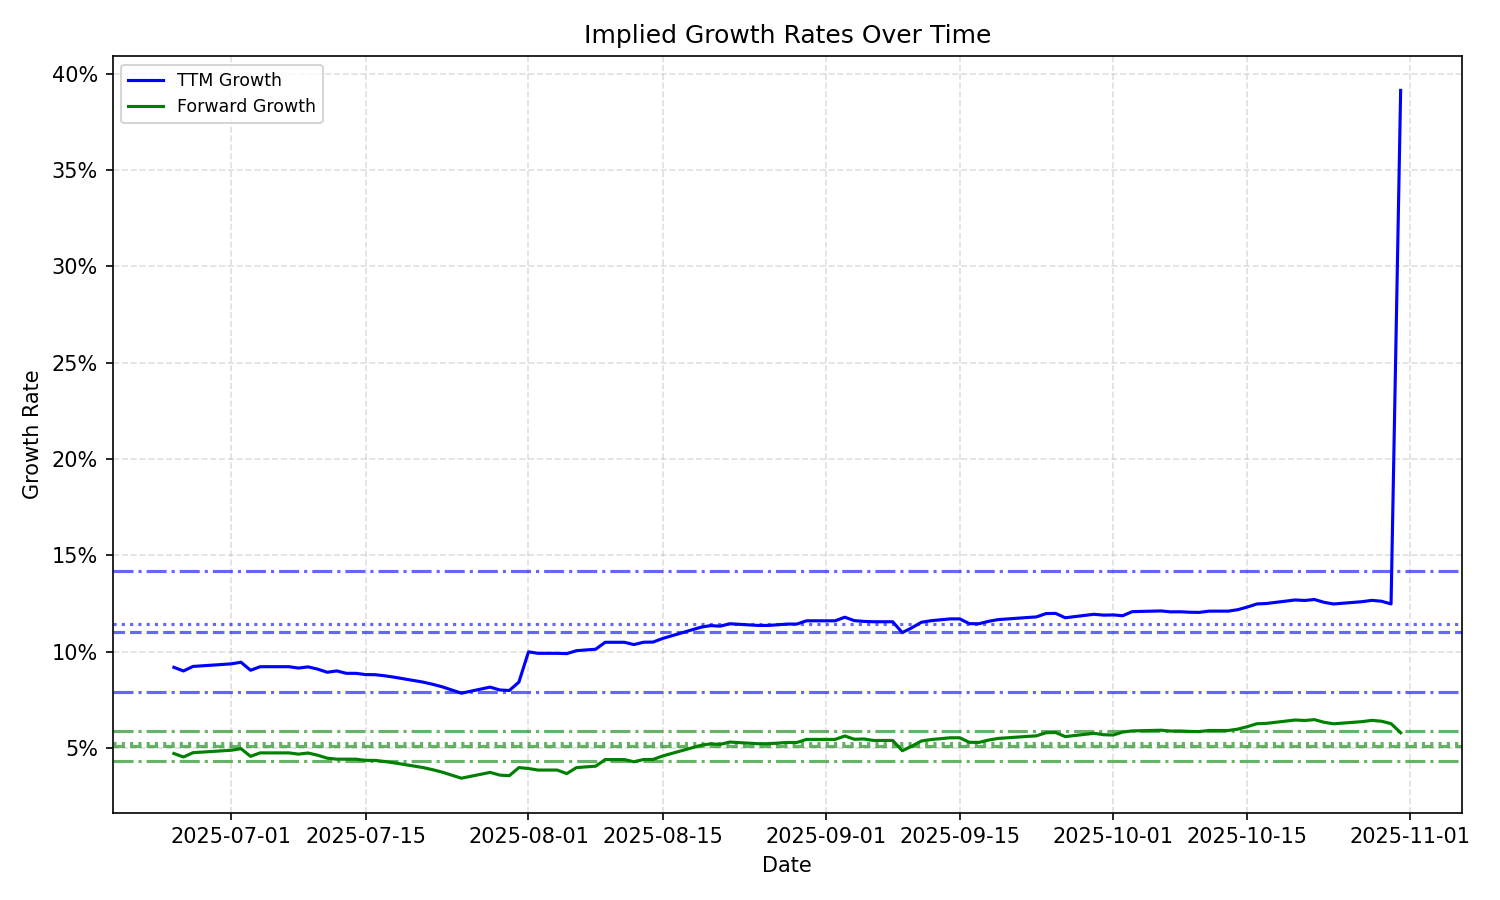 Implied Growth Rates Over Time
TTM Growth
Forward Growth
40%
35%
30%
25%
20%
15%
10%
5%
Growth Rate
2025-07-01 2025-07-15 2025-08-01 2025-08-15 2025-09-01 2025-09-15 2025-10-01 2025-10-15 2025-11-01
Date